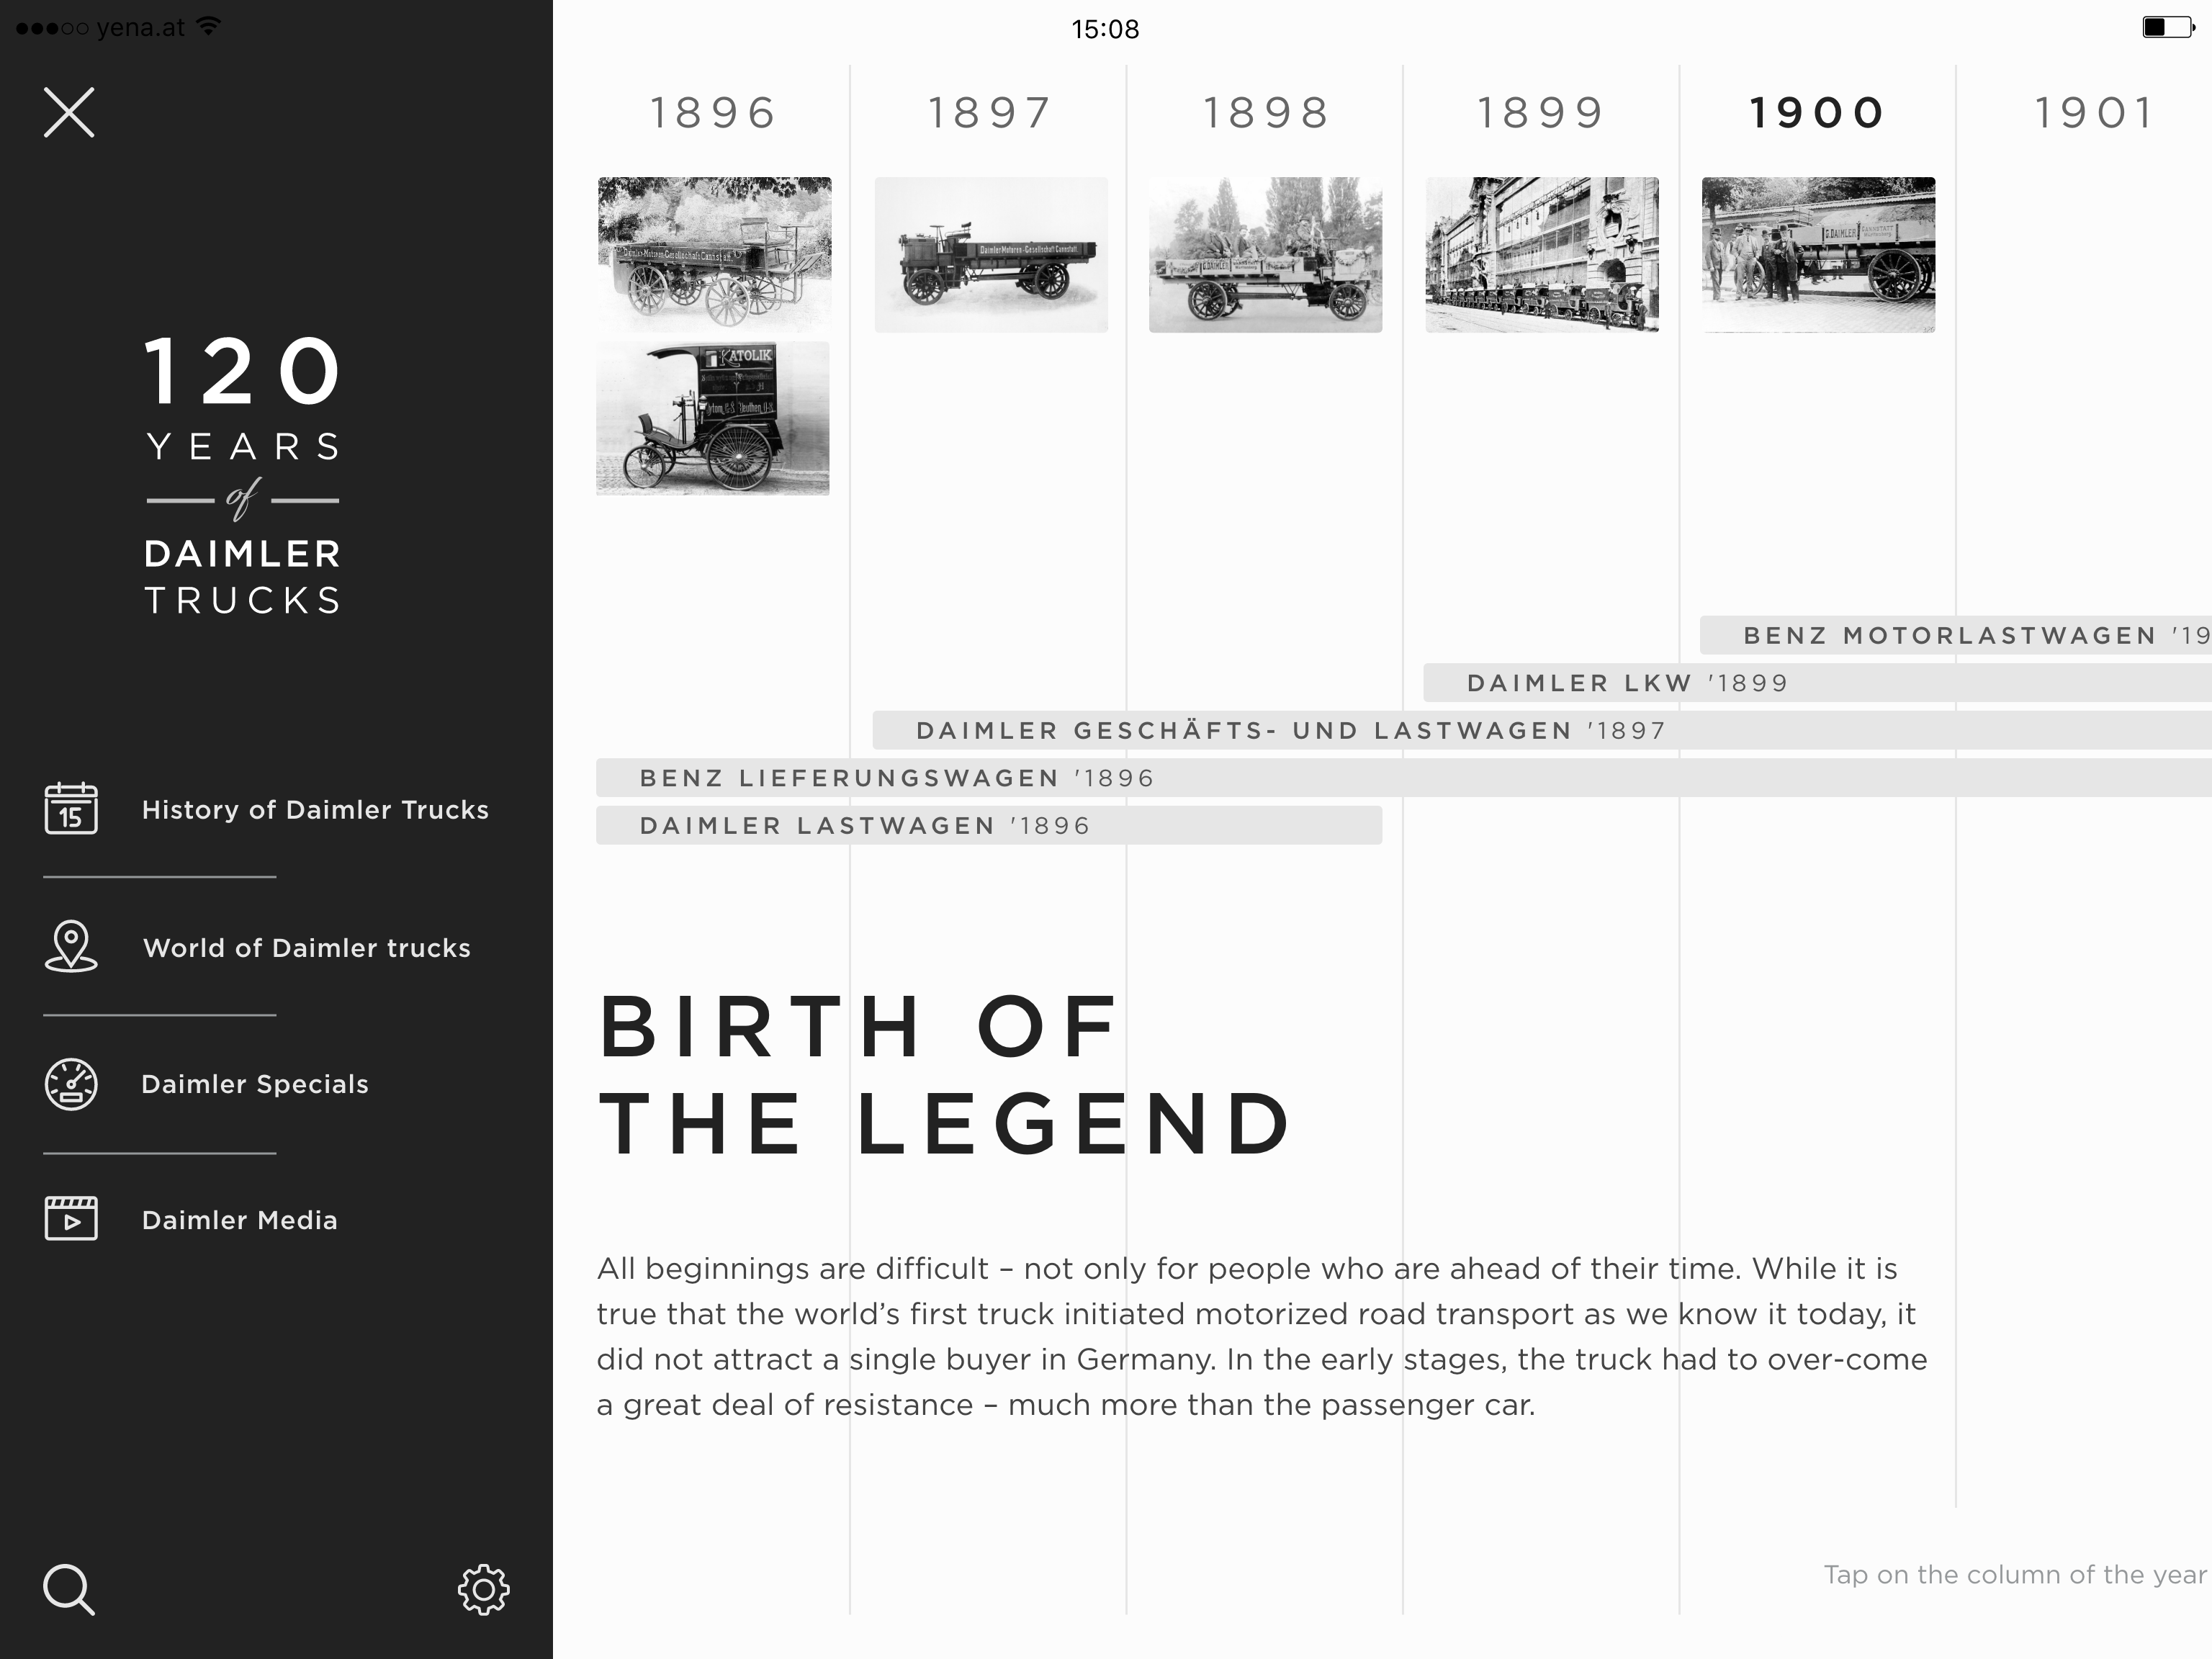 yena.at
15:08
120
YEARS
of
DAIMLER
TRUCKS
15
History of Daimler Trucks
World of Daimler trucks
Daimler Specials
Daimler Media
1896
1897
1898
1899
1900
1901
Daimler-Motoren-Gesellschaft Cannstatt
G.DAIMLER
CANNSTATT
G.DAIMLER
CANNSTATT
KATOLIK
BENZ MOTORLASTWAGEN '19
DAIMLER LKW '1899
DAIMLER GESCHÄFTS- UND LASTWAGEN '1897
BENZ LIEFERUNGSWAGEN '1896
DAIMLER LASTWAGEN '1896
BIRTH OF
THE LEGEND
All beginnings are difficult – not only for people who are ahead of their time. While it is
true that the world’s first truck initiated motorized road transport as we know it today, it
did not attract a single buyer in Germany. In the early stages, the truck had to over-come
a great deal of resistance – much more than the passenger car.
Tap on the column of the year